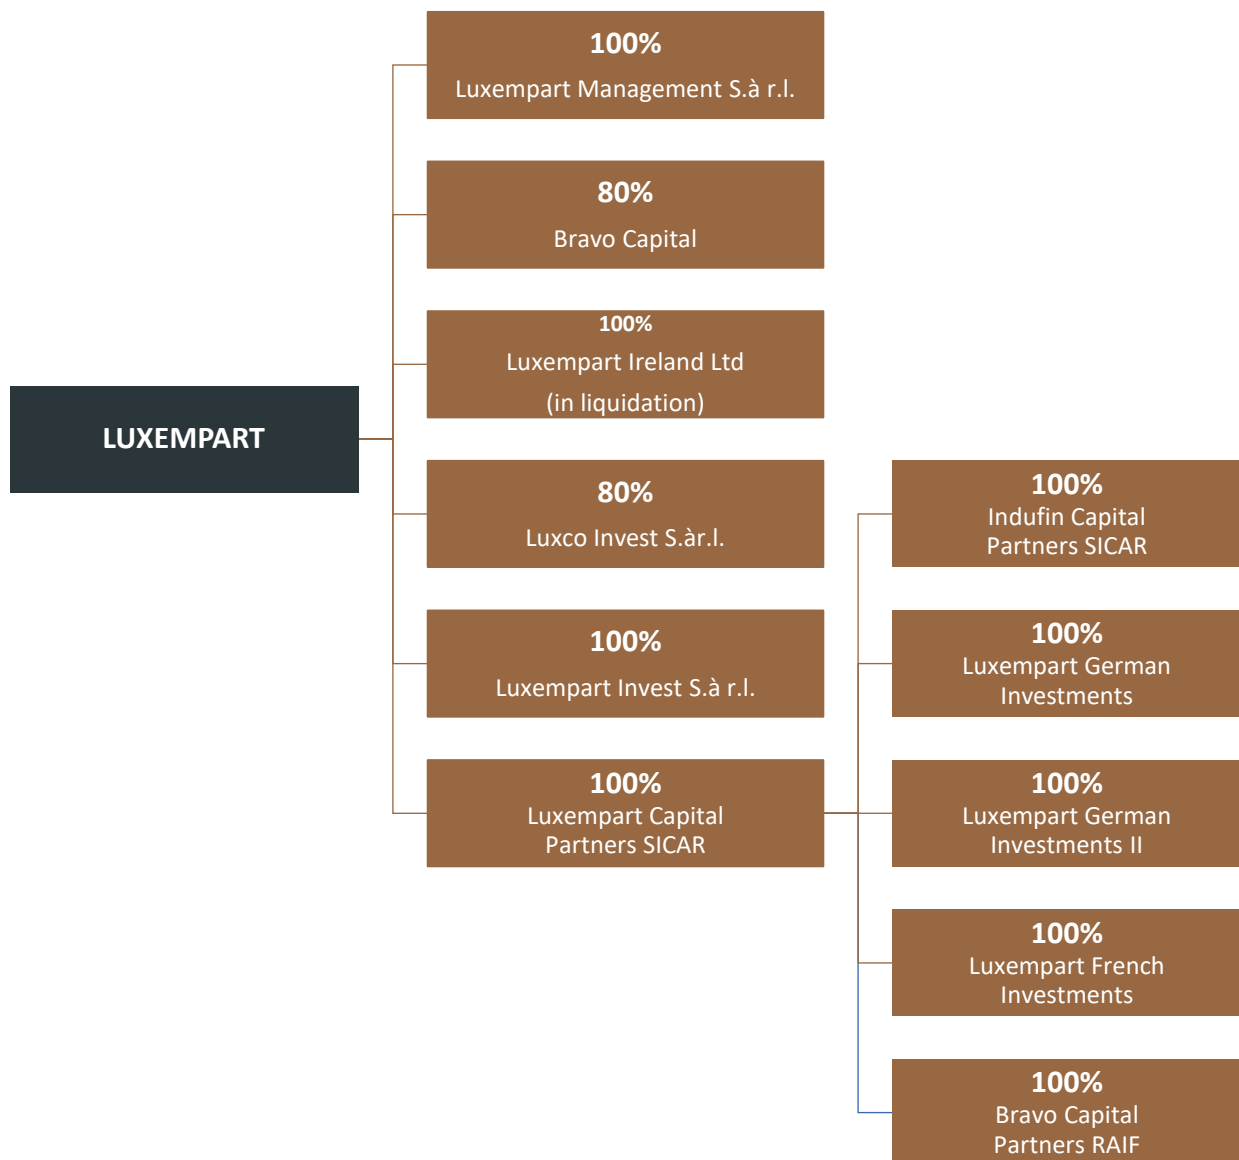 LUXEMPART
100%
Luxempart Management S.à r.l.
80%
Bravo Capital
100%
Luxempart Ireland Ltd
(in liquidation)
80%
Luxco Invest S.àr.l.
100%
Luxempart Invest S.à r.l.
100%
Luxempart Capital
Partners SICAR
100%
Indufin Capital
Partners SICAR
100%
Luxempart German
Investments
100%
Luxempart German
Investments II
100%
Luxempart French
Investments
100%
Bravo Capital
Partners RAIF